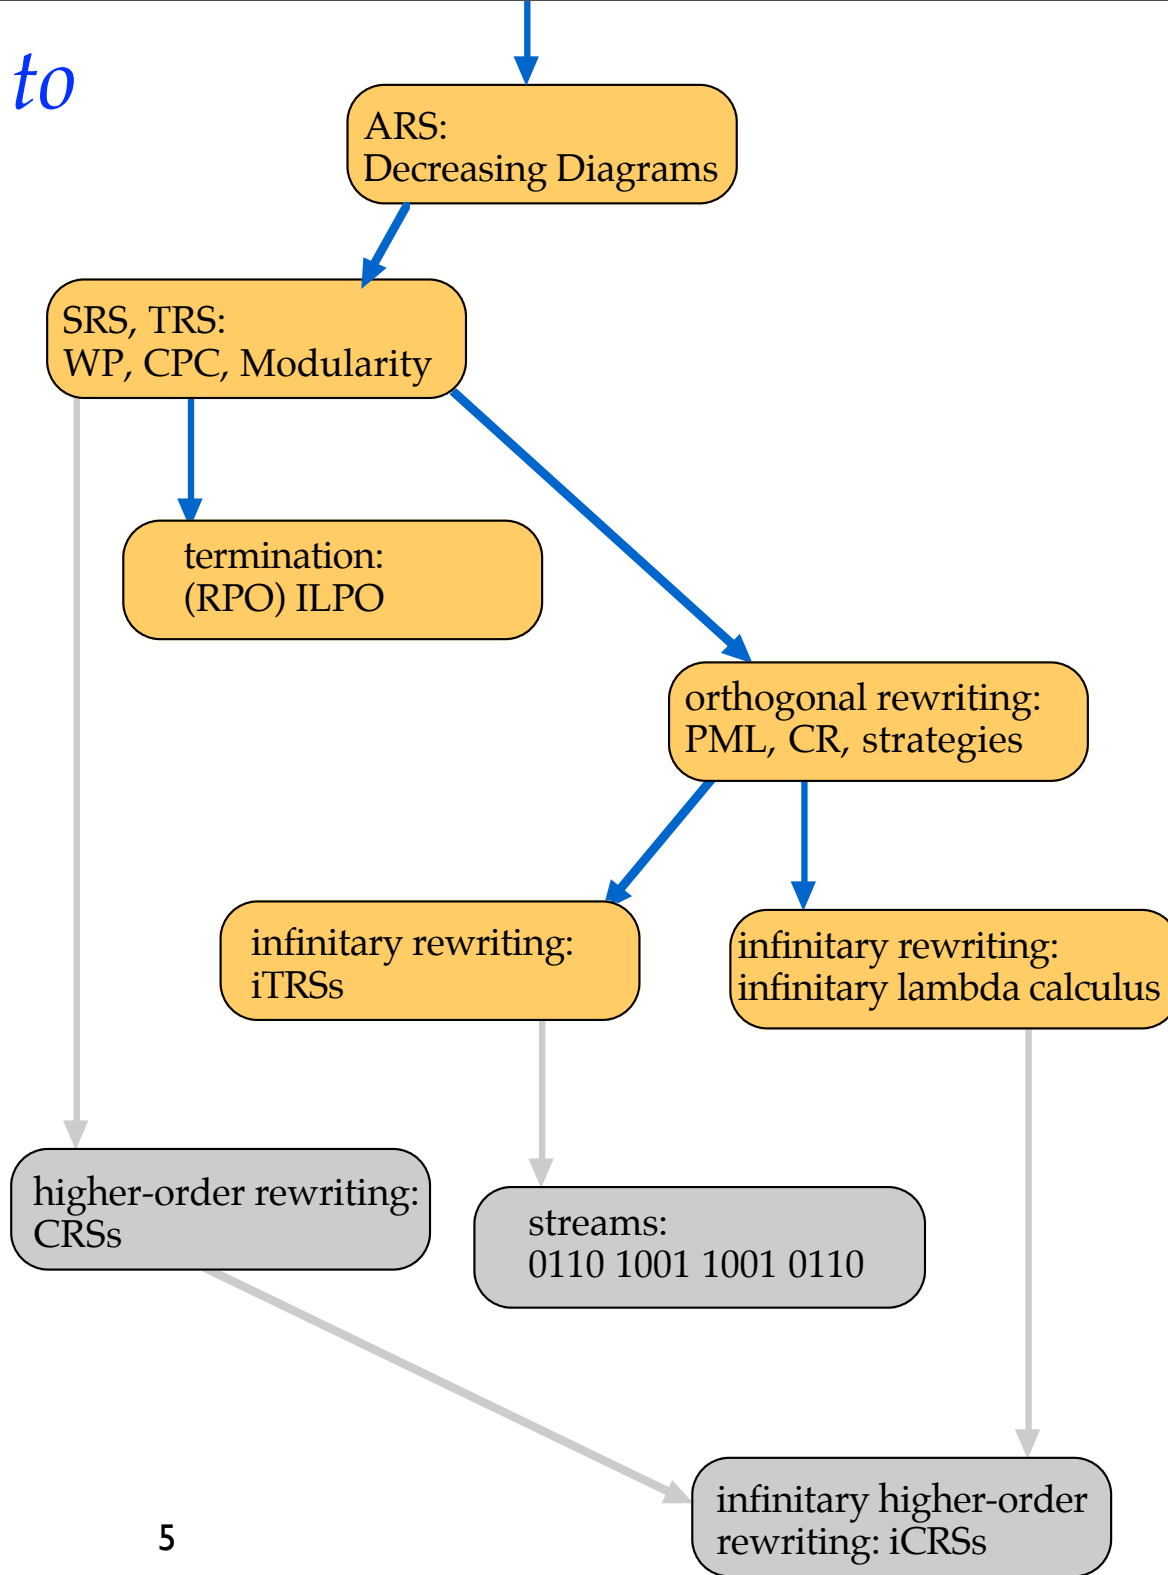 to
ARS:
Decreasing Diagrams
SRS, TRS:
WP, CPC, Modularity
termination:
(RPO) ILPO
orthogonal rewriting:
PML, CR, strategies
infinitary rewriting:
iTRSs
infinitary rewriting:
infinitary lambda calculus
higher-order rewriting:
CRSs
streams:
0110 1001 1001 0110
infinitary higher-order
rewriting: iCRSs
5